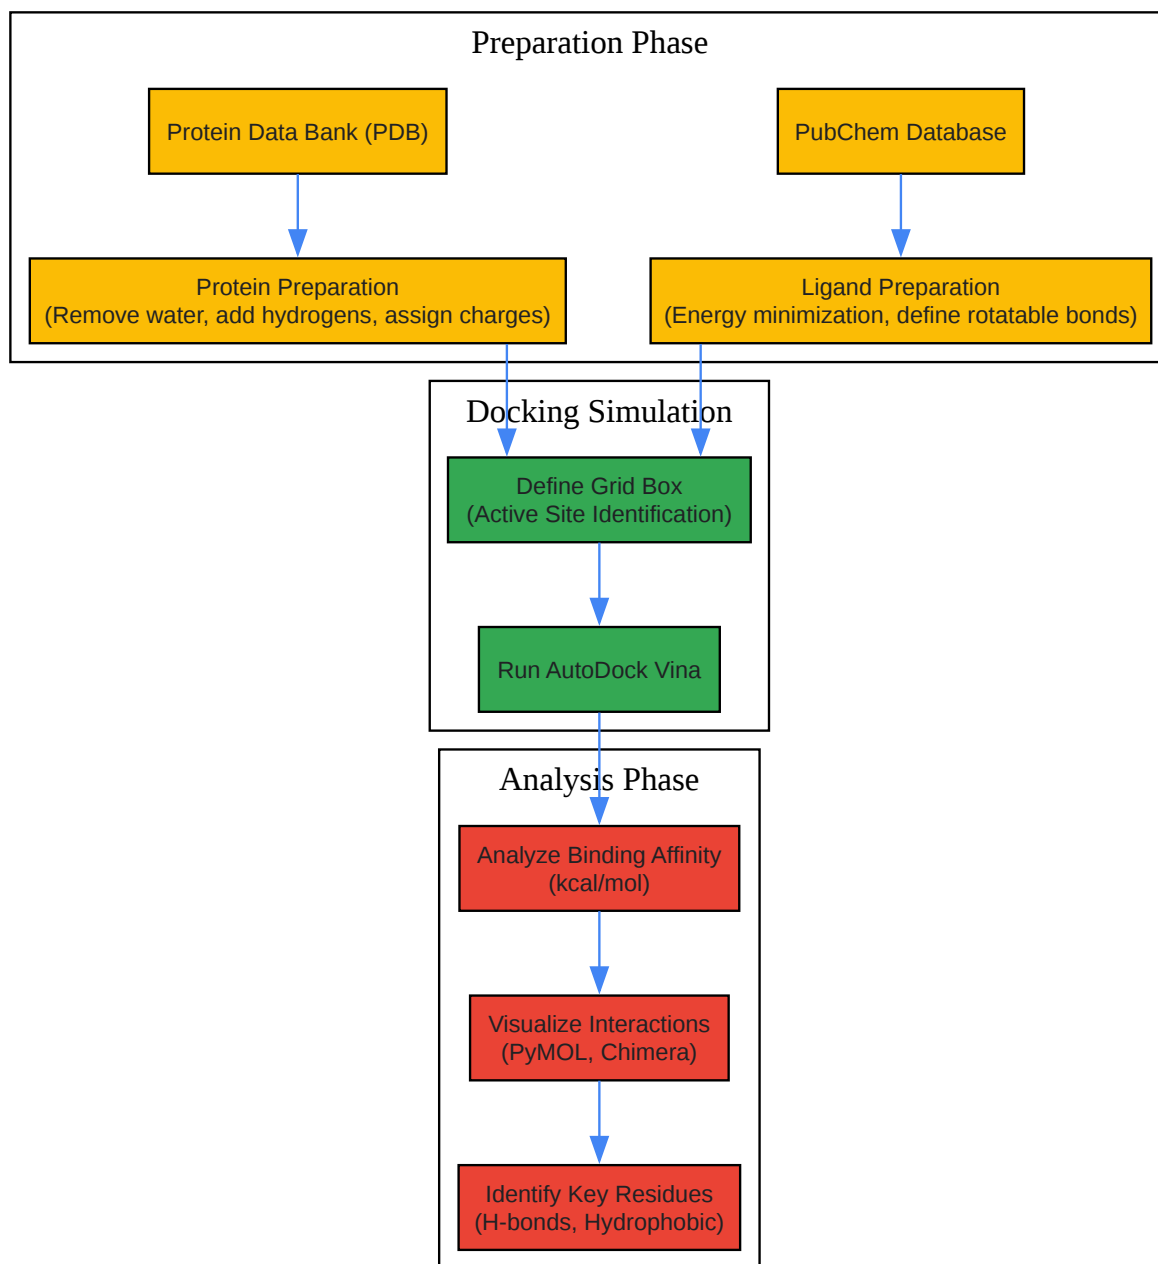 Preparation Phase
Protein Data Bank (PDB)
PubChem Database
Protein Preparation
(Remove water, add hydrogens, assign charges)
Ligand Preparation
(Energy minimization, define rotatable bonds)
Docking Simulation
Define Grid Box
(Active Site Identification)
Run AutoDock Vina
Analysis Phase
Analyze Binding Affinity
(kcal/mol)
Visualize Interactions
(PyMOL, Chimera)
Identify Key Residues
(H-bonds, Hydrophobic)